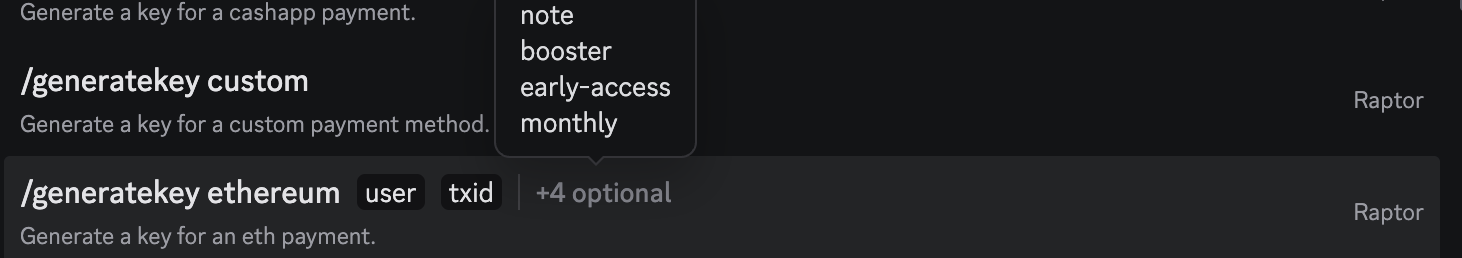 Generate a key for a cashapp payment.
note
booster
early-access
monthly
/generatekey custom
Generate a key for a custom payment method.
Raptor
/generatekey ethereum user txid +4 optional
Generate a key for an eth payment.
Raptor